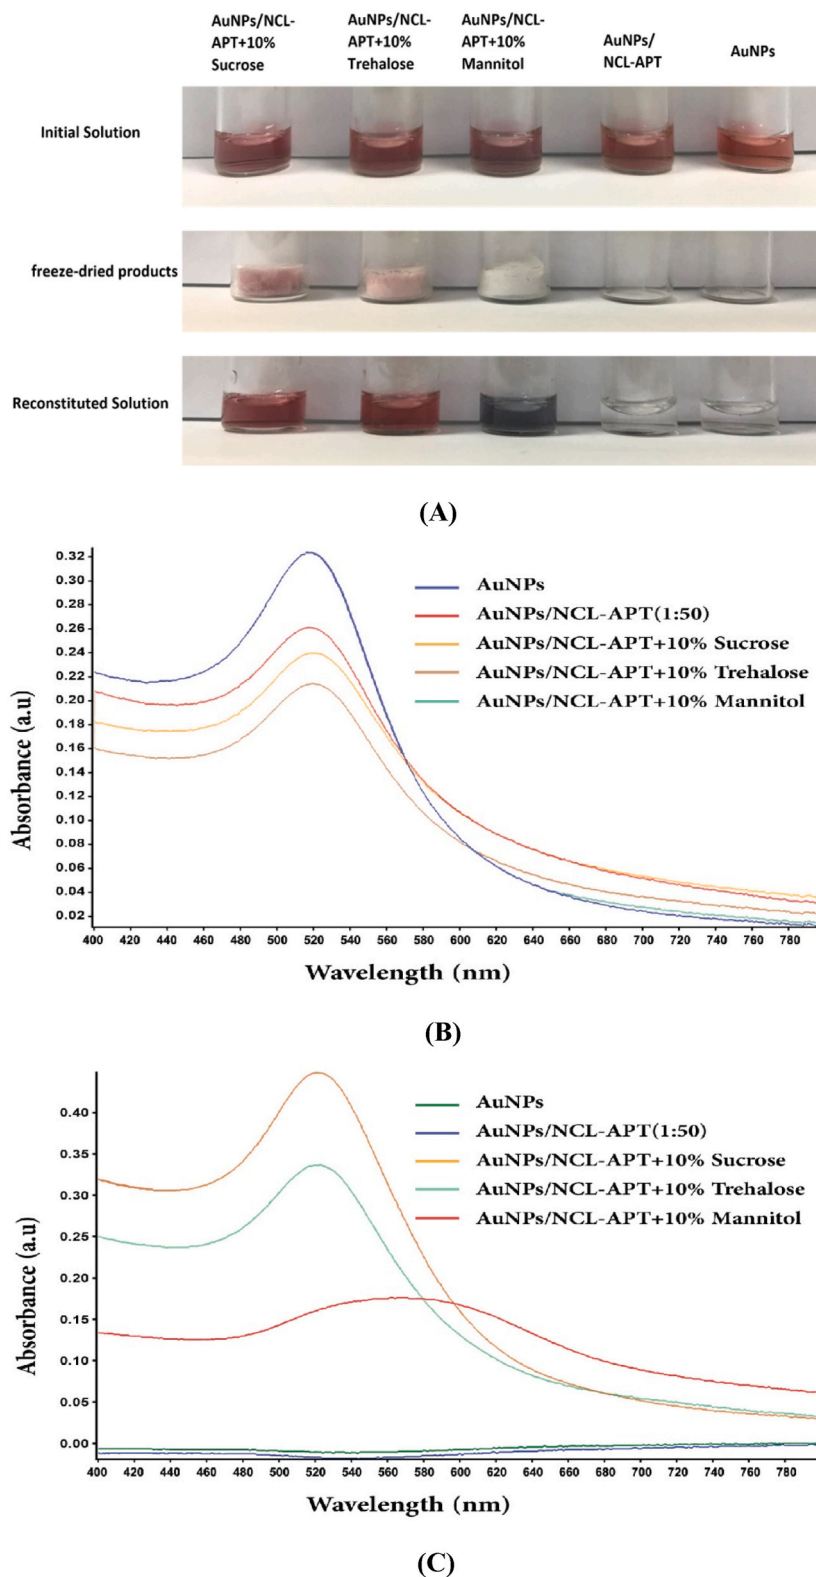 AuNPs/NCL-
APT+10%
Sucrose
AuNPs/NCL-
APT+10%
Trehalose
AuNPs/NCL-
APT+10%
Mannitol
AuNPs/
NCL-APT
AuNPs
Initial Solution
freeze-dried products
Reconstituted Solution
(A)
0.32
0.30
0.28
0.26
0.24
0.22
0.20
0.18
0.16
0.14
0.12
0.10
0.08
0.06
0.04
0.02
Absorbance (a.u)
AuNPs
AuNPs/NCL-APT(1:50)
AuNPs/NCL-APT+10% Sucrose
AuNPs/NCL-APT+10% Trehalose
AuNPs/NCL-APT+10% Mannitol
400 420 440 460 480 500 520 540 560 580 600 620 640 660 680 700 720 740 760 780
Wavelength (nm)
(B)
0.40
0.35
0.30
0.25
0.20
0.15
0.10
0.05
0.00
Absorbance (a.u)
AuNPs
AuNPs/NCL-APT(1:50)
AuNPs/NCL-APT+10% Sucrose
AuNPs/NCL-APT+10% Trehalose
AuNPs/NCL-APT+10% Mannitol
400 420 440 460 480 500 520 540 560 580 600 620 640 660 680 700 720 740 760 780
Wavelength (nm)
(C)